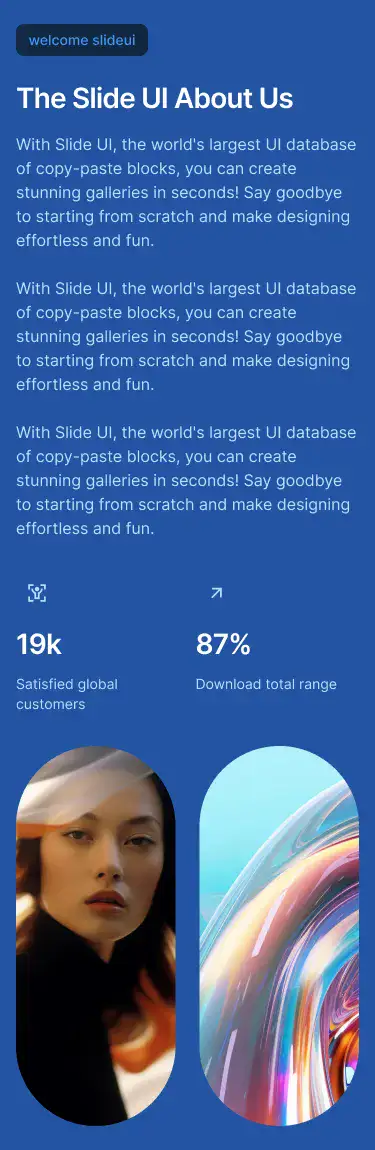 welcome slideui
The Slide UI About Us
With Slide UI, the world's largest UI database
of copy-paste blocks, you can create
stunning galleries in seconds! Say goodbye
to starting from scratch and make designing
effortless and fun.
With Slide UI, the world's largest UI database
of copy-paste blocks, you can create
stunning galleries in seconds! Say goodbye
to starting from scratch and make designing
effortless and fun.
With Slide UI, the world's largest UI database
of copy-paste blocks, you can create
stunning galleries in seconds! Say goodbye
to starting from scratch and make designing
effortless and fun.
19k
Satisfied global
customers
87%
Download total range